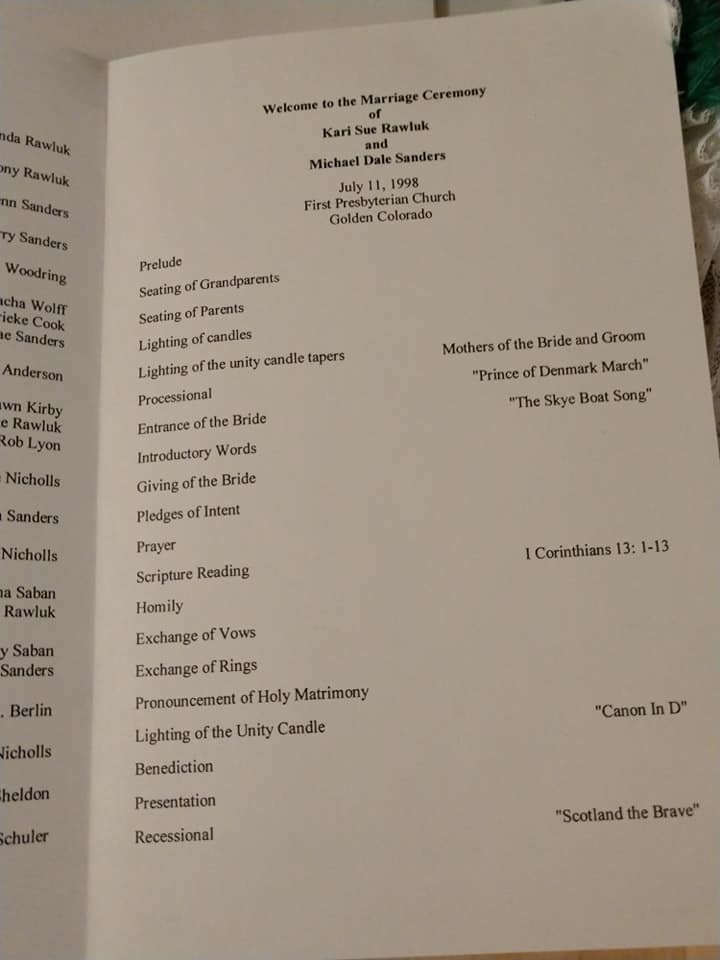 nda Rawluk
ony Rawluk
nn Sanders
ry Sanders
Woodring
acha Wolff
rieke Cook
ae Sanders
Anderson
awn Kirby
e Rawluk
Rob Lyon
Nicholls
Sanders
Nicholls
na Saban
Rawluk
y Saban
Sanders
. Berlin
Nicholls
Sheldon
Schuler
Welcome to the Marriage Ceremony
of
Kari Sue Rawluk
and
Michael Dale Sanders
July 11, 1998
First Presbyterian Church
Golden Colorado
Prelude
Seating of Grandparents
Seating of Parents
Lighting of candles
Lighting of the unity candle tapers Mothers of the Bride and Groom
Processional "Prince of Denmark March"
Entrance of the Bride "The Skye Boat Song"
Introductory Words
Giving of the Bride
Pledges of Intent
Prayer
Scripture Reading I Corinthians 13: 1-13
Homily
Exchange of Vows
Exchange of Rings
Pronouncement of Holy Matrimony
Lighting of the Unity Candle "Canon In D"
Benediction
Presentation
Recessional "Scotland the Brave"